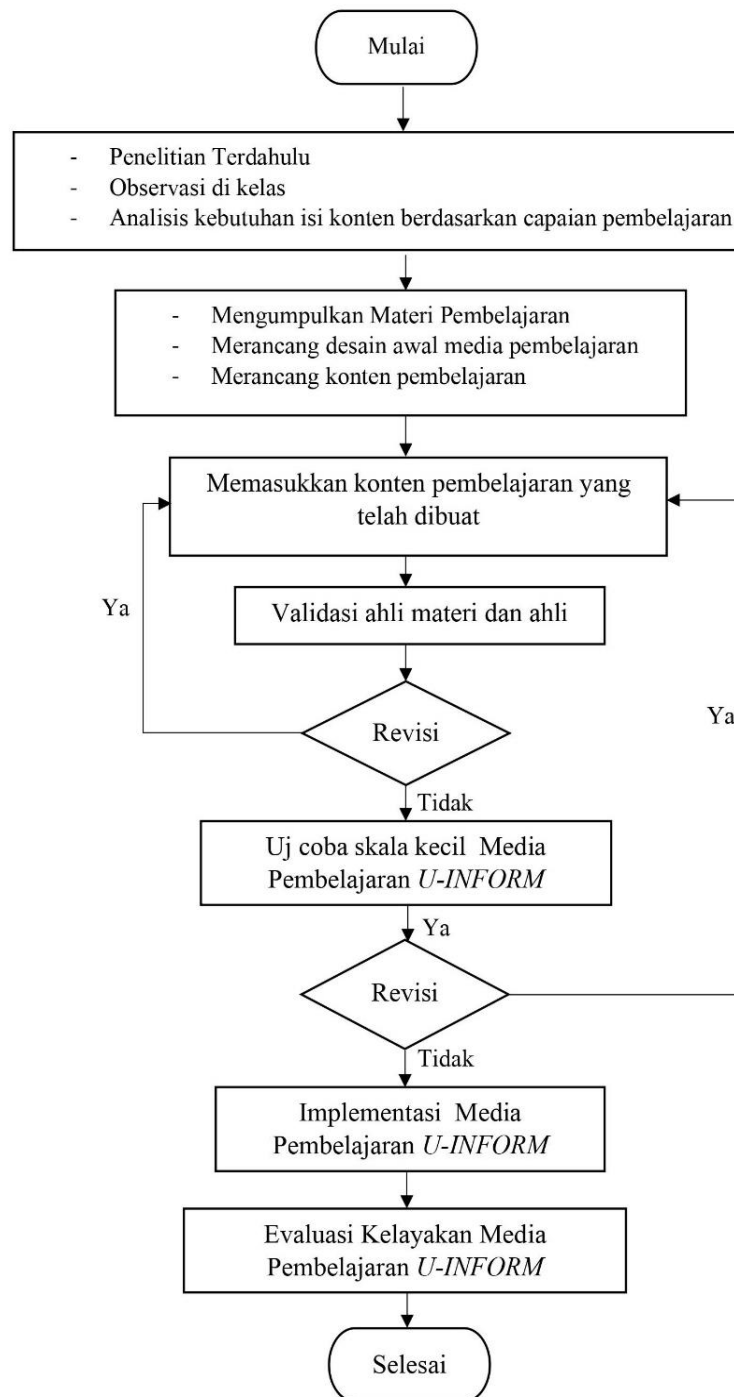 Mulai
- Penelitian Terdahulu
- Observasi di kelas
- Analisis kebutuhan isi konten berdasarkan capaian pembelajaran
- Mengumpulkan Materi Pembelajaran
- Merancang desain awal media pembelajaran
- Merancang konten pembelajaran
Memasukkan konten pembelajaran yang
telah dibuat
Ya
Validasi ahli materi dan ahli
Ya
Revisi
Tidak
Uj coba skala kecil Media
Pembelajaran U-INFORM
Ya
Revisi
Tidak
Implementasi Media
Pembelajaran U-INFORM
Evaluasi Kelayakan Media
Pembelajaran U-INFORM
Selesai